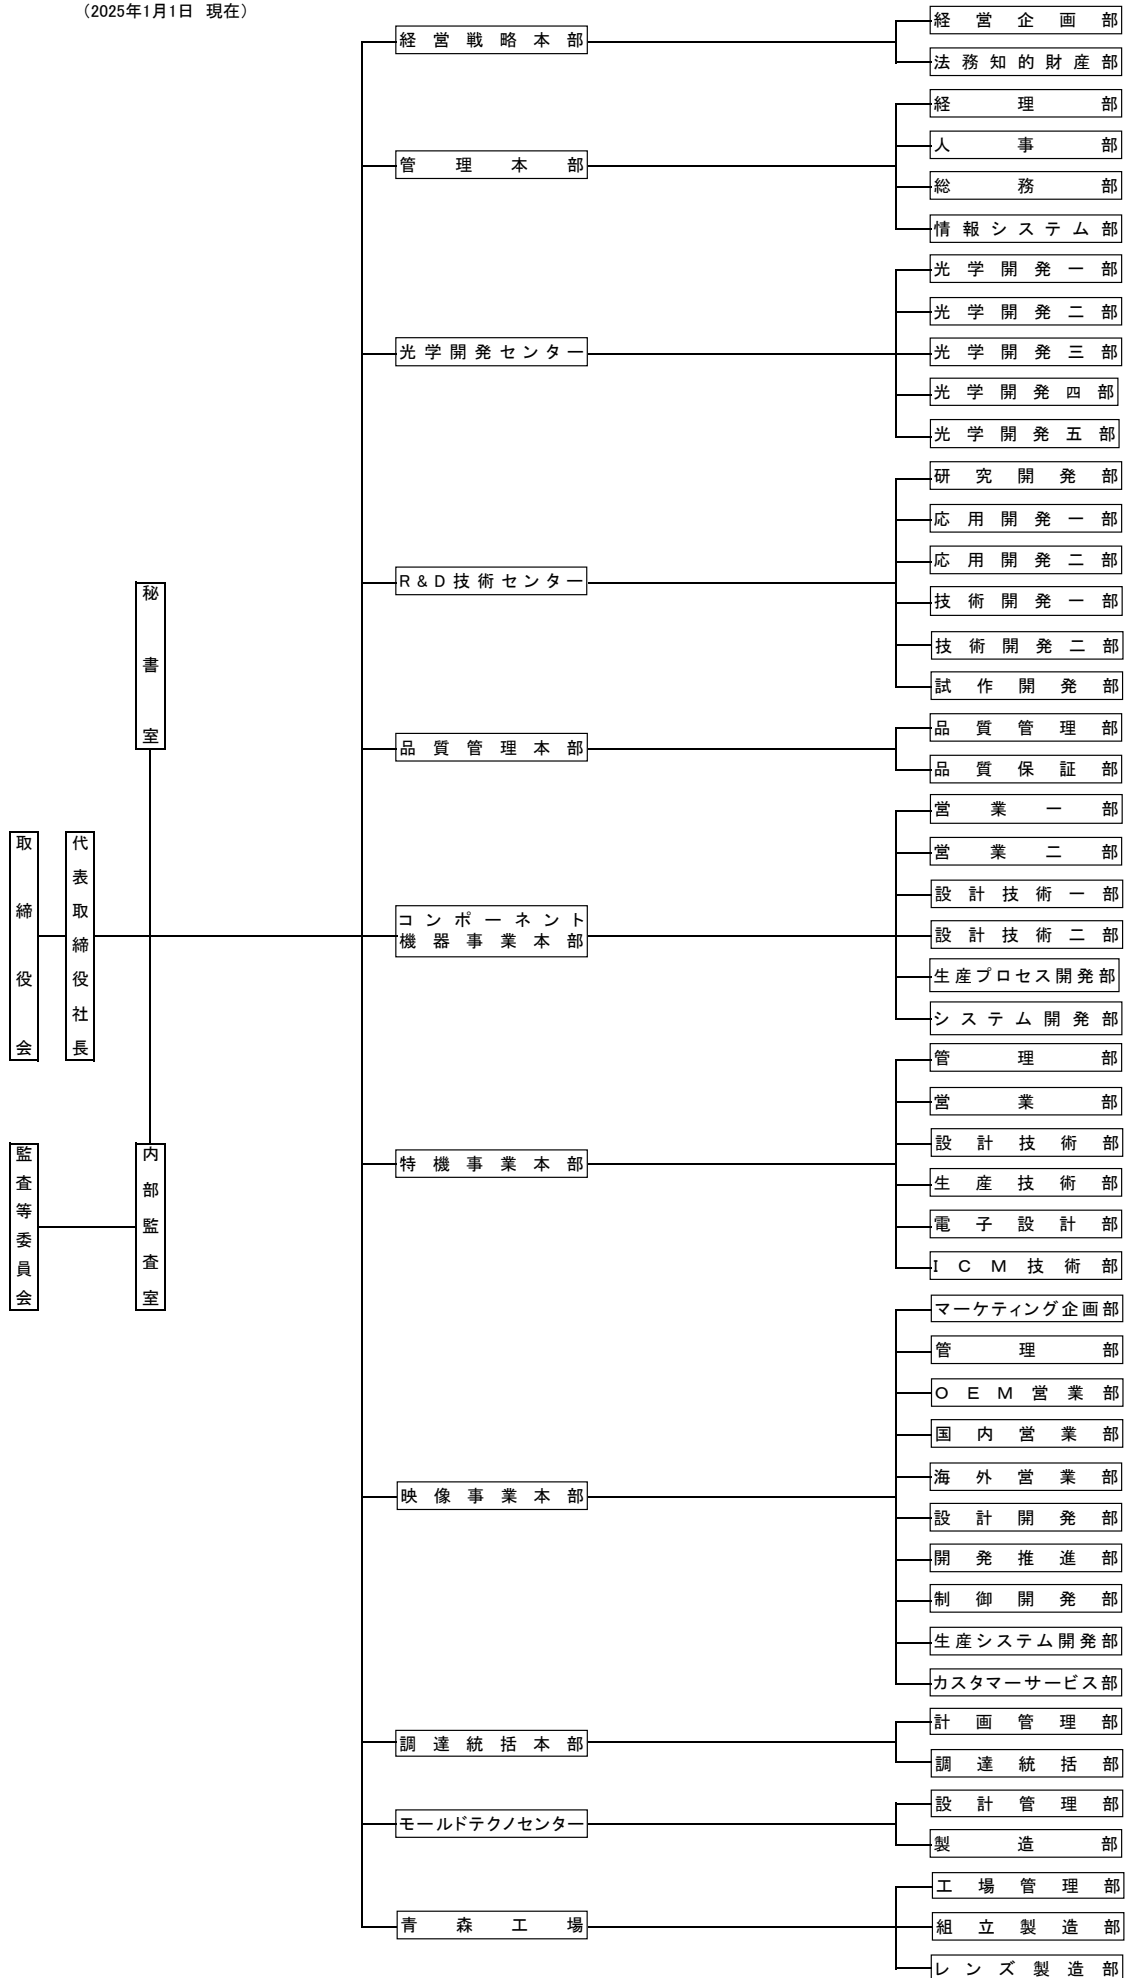 （2025年1月1日 現在）
取締役会
代表取締役社長
秘書室
監査等委員会
内部監査室
経営戦略本部
経営企画部
法務知的財産部
管理本部
経理部
人事部
総務部
情報システム部
光学開発センター
光学開発一部
光学開発二部
光学開発三部
光学開発四部
光学開発五部
R&D技術センター
研究開発部
応用開発一部
応用開発二部
技術開発一部
技術開発二部
試作開発部
品質管理本部
品質管理部
品質保証部
コンポーネント
機器事業本部
営業一部
営業二部
設計技術一部
設計技術二部
生産プロセス開発部
システム開発部
特機事業本部
管理部
営業部
設計技術部
生産技術部
電子設計部
ICM技術部
映像事業本部
マーケティング企画部
管理部
OEM営業部
国内営業部
海外営業部
設計開発部
開発推進部
制御開発部
生産システム開発部
カスタマーサービス部
調達統括本部
計画管理部
調達統括部
モールドテクノセンター
設計管理部
製造部
青森工場
工場管理部
組立製造部
レンズ製造部